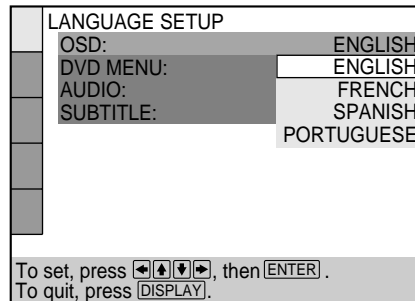 LANGUAGE SETUP
OSD: ENGLISH
DVD MENU: ENGLISH
AUDIO: FRENCH
SUBTITLE: SPANISH
PORTUGUESE
To set, press , then ENTER .
To quit, press DISPLAY.